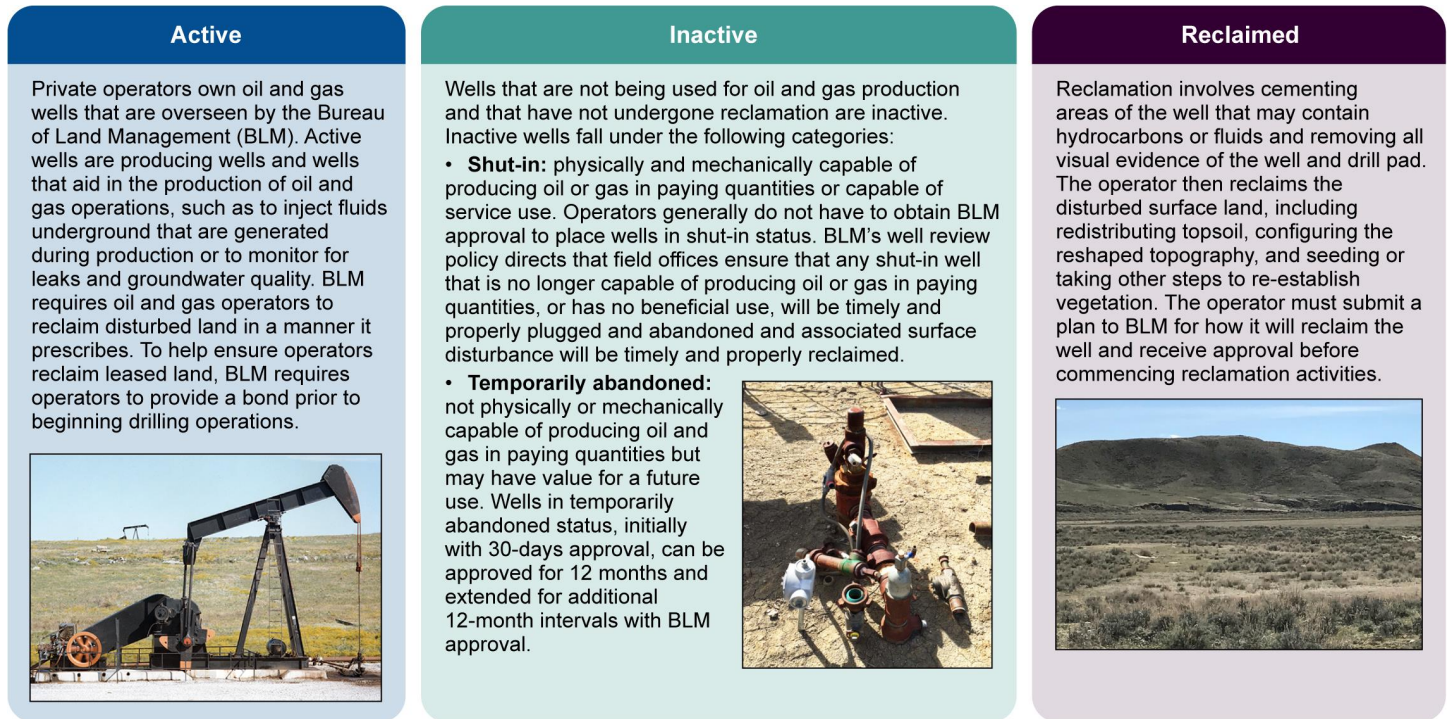 Active
Private operators own oil and gas
wells that are overseen by the Bureau
of Land Management (BLM). Active
wells are producing wells and wells
that aid in the production of oil and
gas operations, such as to inject fluids
underground that are generated
during production or to monitor for
leaks and groundwater quality. BLM
requires oil and gas operators to
reclaim disturbed land in a manner it
prescribes. To help ensure operators
reclaim leased land, BLM requires
operators to provide a bond prior to
beginning drilling operations.
Inactive
Wells that are not being used for oil and gas production
and that have not undergone reclamation are inactive.
Inactive wells fall under the following categories:
• Shut-in: physically and mechanically capable of
producing oil or gas in paying quantities or capable of
service use. Operators generally do not have to obtain BLM
approval to place wells in shut-in status. BLM’s well review
policy directs that field offices ensure that any shut-in well
that is no longer capable of producing oil or gas in paying
quantities, or has no beneficial use, will be timely and
properly plugged and abandoned and associated surface
disturbance will be timely and properly reclaimed.
• Temporarily abandoned:
not physically or mechanically
capable of producing oil and
gas in paying quantities but
may have value for a future
use. Wells in temporarily
abandoned status, initially
with 30-days approval, can be
approved for 12 months and
extended for additional
12-month intervals with BLM
approval.
Reclaimed
Reclamation involves cementing
areas of the well that may contain
hydrocarbons or fluids and removing all
visual evidence of the well and drill pad.
The operator then reclaims the
disturbed surface land, including
redistributing topsoil, configuring the
reshaped topography, and seeding or
taking other steps to re-establish
vegetation. The operator must submit a
plan to BLM for how it will reclaim the
well and receive approval before
commencing reclamation activities.